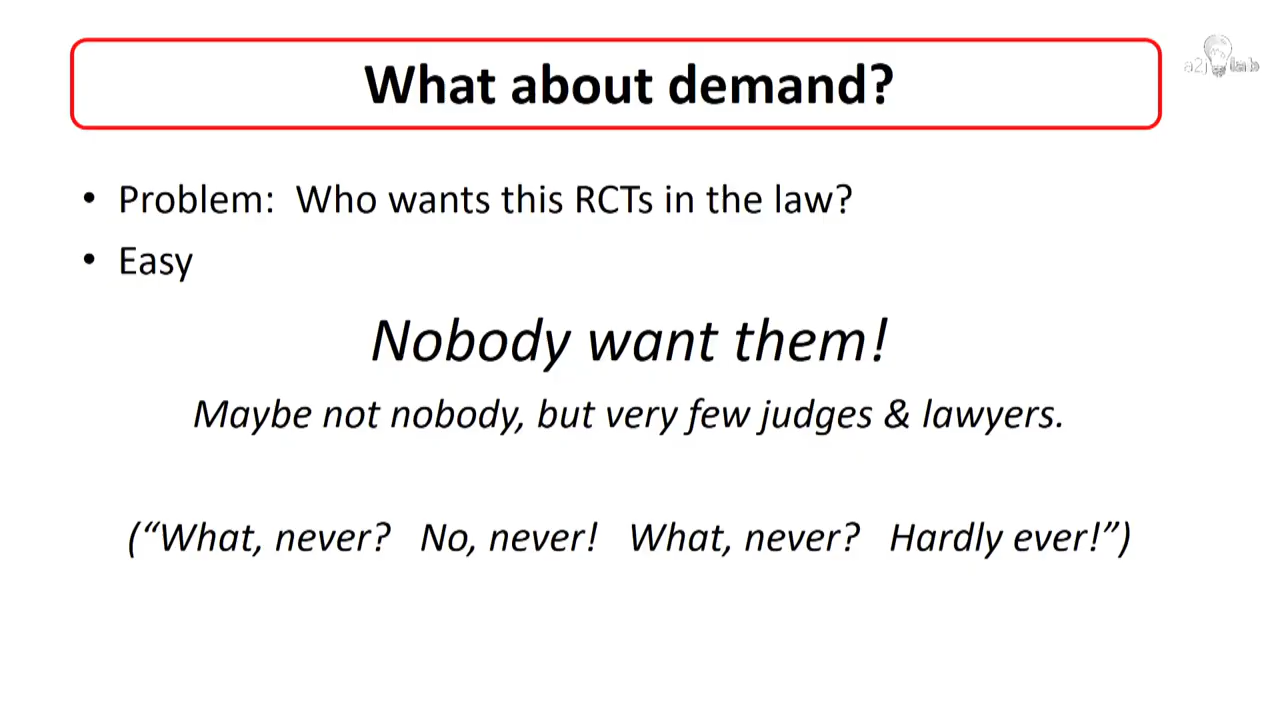 What about demand?
a2j lab
• Problem:  Who wants this RCTs in the law?
• Easy
Nobody want them!
Maybe not nobody, but very few judges & lawyers.
(“What, never?   No, never!   What, never?   Hardly ever!”)